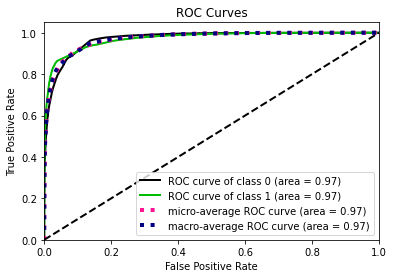 ROC Curves
True Positive Rate
1.0
0.8
0.6
0.4
0.2
0.0
ROC curve of class 0 (area = 0.97)
ROC curve of class 1 (area = 0.97)
micro-average ROC curve (area = 0.97)
macro-average ROC curve (area = 0.97)
0.0 0.2 0.4 0.6 0.8 1.0
False Positive Rate